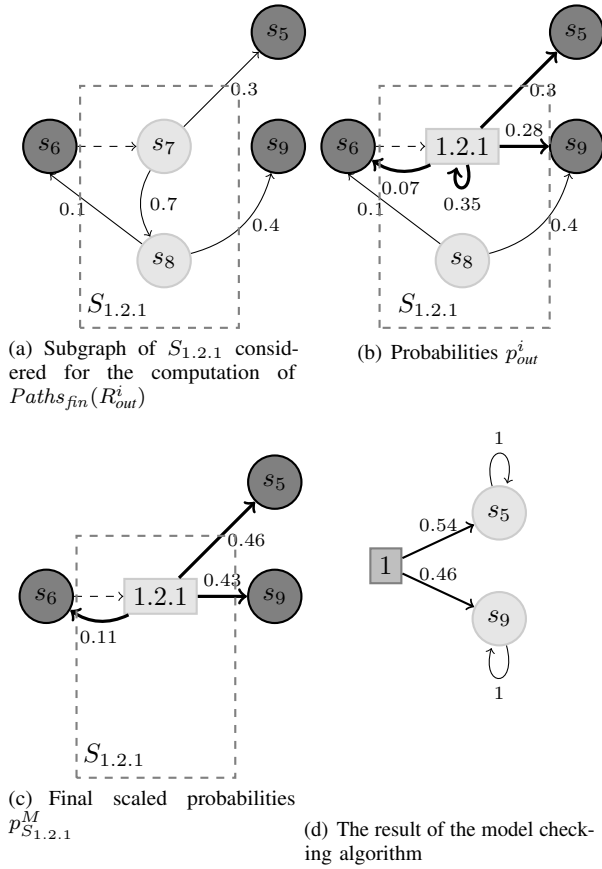 s5
0.3
s6
s7
s9
0.1
0.7
0.4
s8
S1.2.1
(a) Subgraph of S1.2.1 consid-
ered for the computation of
Pathsfin(R^i_out)
s5
0.3
s6
1.2.1
0.28
s9
0.07
0.1
0.35
0.4
s8
S1.2.1
(b) Probabilities p^i_out
s5
0.46
s6
1.2.1
0.43
s9
0.11
S1.2.1
(c) Final scaled probabilities
p^M_S1.2.1
1
s5
0.54
1
0.46
s9
1
(d) The result of the model check-
ing algorithm